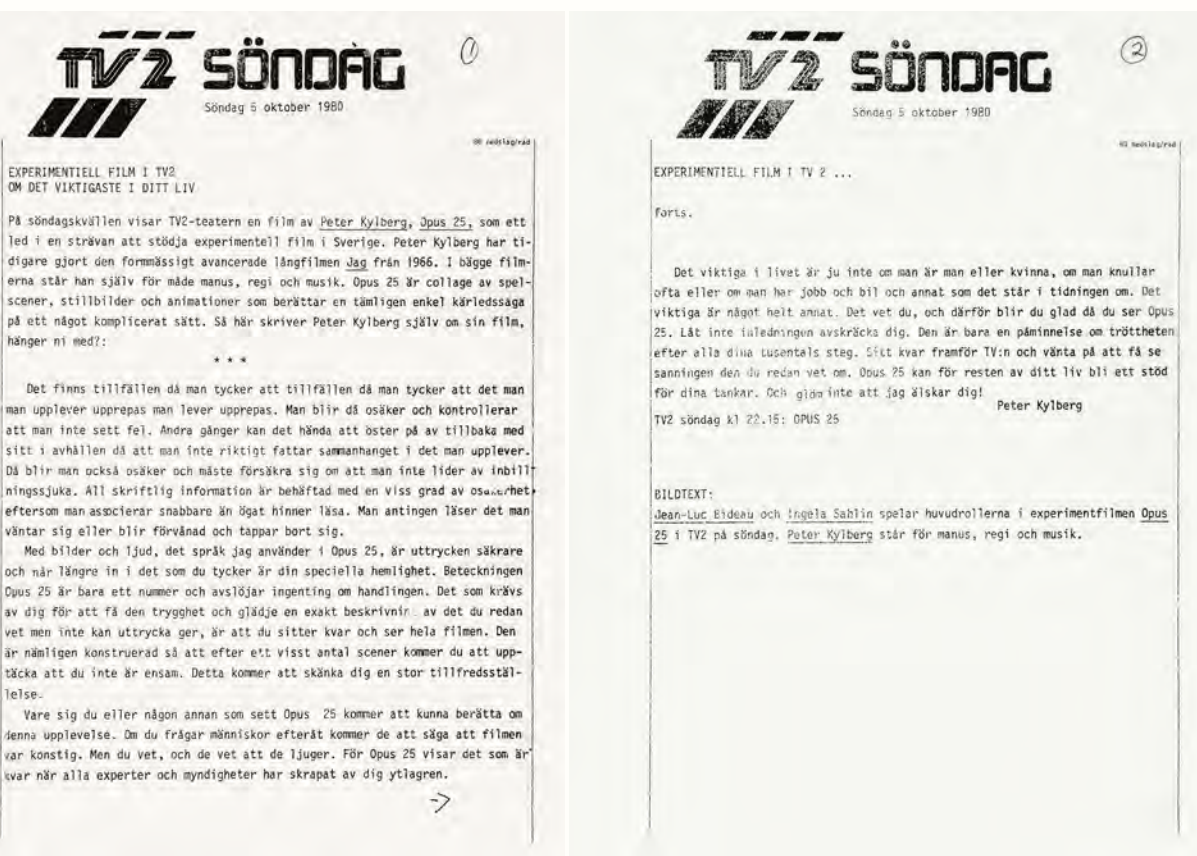 TV2 SÖNDAG
①
Söndag 5 oktober 1980
80 nedslag/rad
EXPERIMENTIELL FILM I TV2
OM DET VIKTIGASTE I DITT LIV
På söndagskvällen visar TV2-teatern en film av Peter Kylberg, Opus 25, som ett
led i en strävan att stödja experimentell film i Sverige. Peter Kylberg har ti-
digare gjort den formmässigt avancerade långfilmen Jag från 1966. I bägge film-
erna står han själv för måde manus, regi och musik. Opus 25 är collage av spel-
scener, stillbilder och animationer som berättar en tämligen enkel kärledssaga
på ett något komplicerat sätt. Så här skriver Peter Kylberg själv om sin film,
hänger ni med?:
* * *
Det finns tillfällen då man tycker att tillfällen då man tycker att det man
man upplever upprepas man lever upprepas. Man blir då osäker och kontrollerar
att man inte sett fel. Andra gånger kan det hända att öster på av tillbaka med
sitt i avhållen då att man inte riktigt fattar sammanhanget i det man upplever.
Då blir man också osäker och måste försäkra sig om att man inte lider av inbill-
ningssjuka. All skriftlig information är behäftad med en viss grad av
eftersom man associerar snabbare än ögat hinner läsa. Man antingen läser det man
väntar sig eller blir förvånad och tappar bort sig.
Med bilder och ljud, det språk jag använder i Opus 25, är uttrycken säkrare
och når längre in i det som du tycker är din speciella hemlighet. Beteckningen
Opus 25 är bara ett nummer och avslöjar ingenting om handlingen. Det som krävs
av dig för att få den trygghet och glädje en exakt beskrivnin av det du redan
vet men inte kan uttrycka ger, är att du sitter kvar och ser hela filmen. Den
är nämligen konstruerad så att efter ett visst antal scener kommer du att upp-
täcka att du inte är ensam. Detta kommer att skänka dig en stor tillfredsstäl-
lelse.
Vare sig du eller någon annan som sett Opus 25 kommer att kunna berätta om
denna upplevelse. Om du frågar människor efteråt kommer de att säga att filmen
var konstig. Men du vet, och de vet att de ljuger. För Opus 25 visar det som är
kvar när alla experter och myndigheter har skrapat av dig ytlagren.
->
TV2 SÖNDAG
②
Söndag 5 oktober 1980
80 nedslag/rad
EXPERIMENTIELL FILM I TV 2 ...
forts.
Det viktiga i livet är ju inte om man är man eller kvinna, om man knullar
ofta eller om man har jobb och bil och annat som det står i tidningen om. Det
viktiga är något helt annat. Det vet du, och därför blir du glad då du ser Opus
25. Låt inte inledningen avskräcka dig. Den är bara en påminnelse om tröttheten
efter alla dina tusentals steg. Sitt kvar framför TV:n och vänta på att få se
sanningen den du redan vet om. Opus 25 kan för resten av ditt liv bli ett stöd
för dina tankar. Och glöm inte att jag älskar dig!
Peter Kylberg
TV2 söndag kl 22.15: OPUS 25
BILDTEXT:
Jean-Luc Bideau och Ingela Sahlin spelar huvudrollerna i experimentfilmen Opus
25 i TV2 på söndag. Peter Kylberg står för manus, regi och musik.